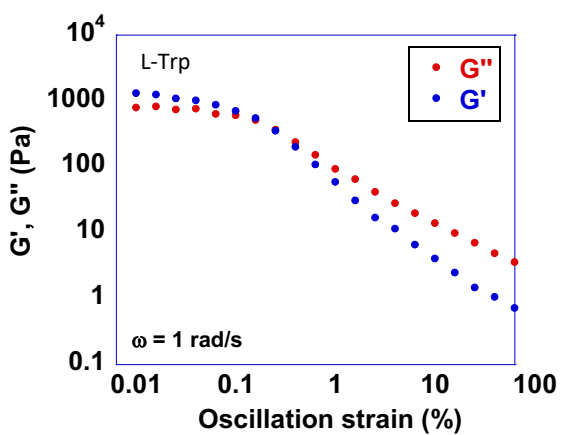 10⁴
1000
100
10
1
0.1
G', G" (Pa)
L-Trp
G"
G'
ω = 1 rad/s
0.01 0.1 1 10 100
Oscillation strain (%)